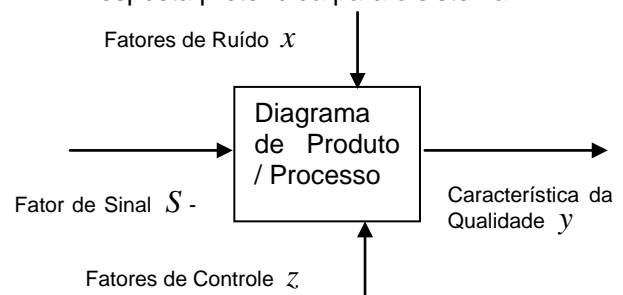 Fatores de Ruído x
Diagrama
de Produto
/ Processo
Fator de Sinal S -
Característica da
Qualidade y
Fatores de Controle z